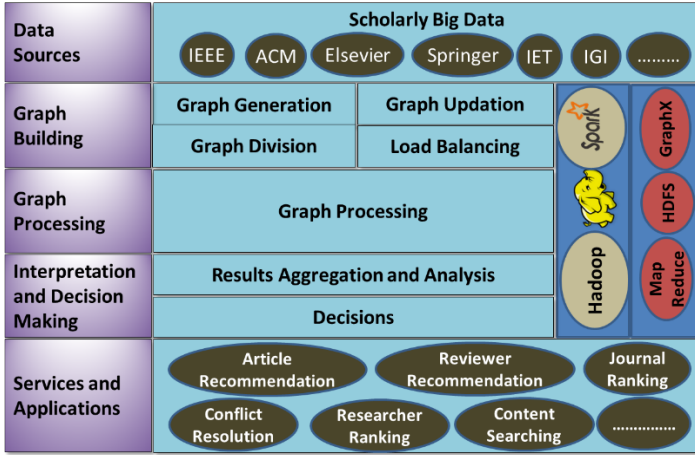 Data
Sources
Scholarly Big Data
IEEE
ACM
Elsevier
Springer
IET
IGI
.........
Graph
Building
Graph Generation
Graph Updation
Graph Division
Load Balancing
Spark
GraphX
Graph
Processing
Graph Processing
HDFS
Interpretation
and Decision
Making
Results Aggregation and Analysis
Decisions
Hadoop
Map
Reduce
Services and
Applications
Article
Recommendation
Reviewer
Recommendation
Journal
Ranking
Conflict
Resolution
Researcher
Ranking
Content
Searching
...............